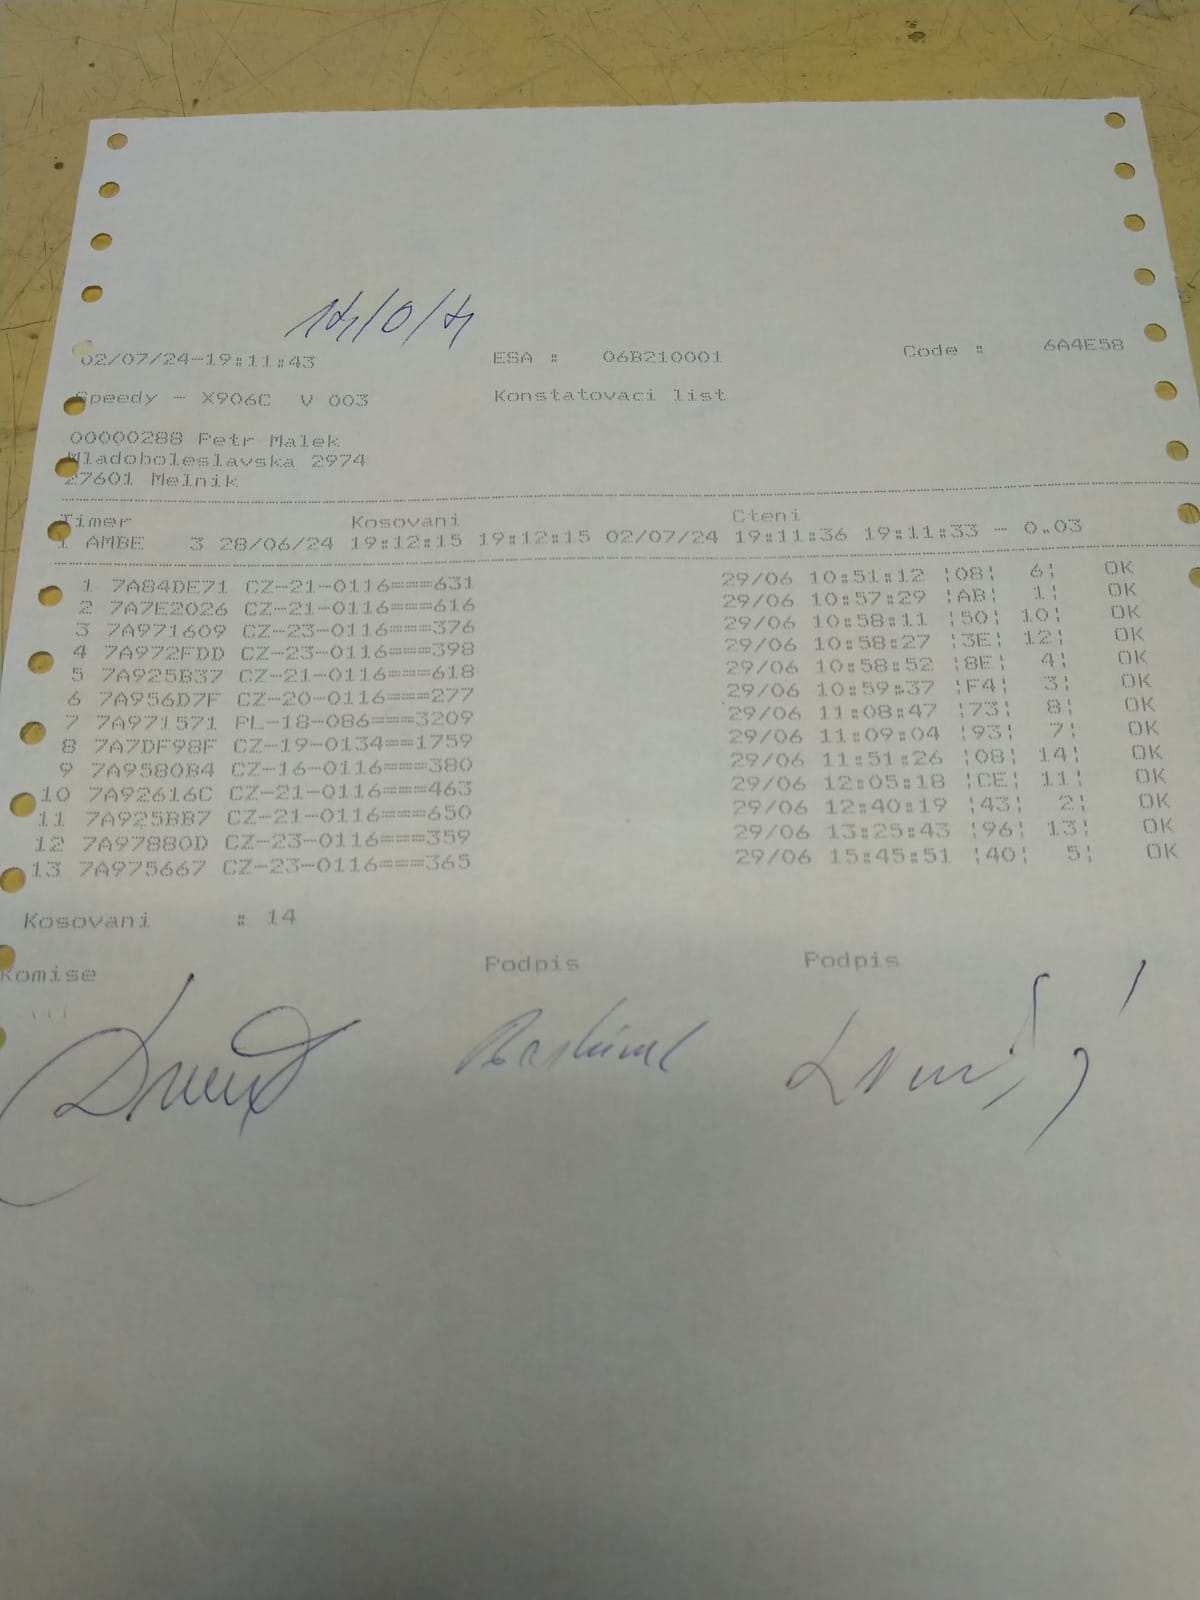 02/07/24-19:11:43 ESA : 06B210001 Code : 6A4E58
Speedy - X906C V 003 Konstatovaci list
00000288 Petr Malek
Mladoboleslavska 2974
27601 Melnik
Timer Kosovani Cteni
1 AMBE 3 28/06/24 19:12:15 19:12:15 02/07/24 19:11:36 19:11:33 - 0.03
1 7A84DE71 CZ-21-0116===631 29/06 10:51:12 ¦08¦ 6¦ OK
2 7A7E2026 CZ-21-0116===616 29/06 10:57:29 ¦AB¦ 1¦ OK
3 7A971609 CZ-23-0116===376 29/06 10:58:11 ¦50¦ 10¦ OK
4 7A972FDD CZ-23-0116===398 29/06 10:58:27 ¦3E¦ 12¦ OK
5 7A925B37 CZ-21-0116===618 29/06 10:58:52 ¦8E¦ 4¦ OK
6 7A956D7F CZ-20-0116===277 29/06 10:59:37 ¦F4¦ 3¦ OK
7 7A971571 PL-18-086===3209 29/06 11:08:47 ¦73¦ 8¦ OK
8 7A7DF98F CZ-19-0134===1759 29/06 11:09:04 ¦93¦ 7¦ OK
9 7A9580B4 CZ-16-0116===380 29/06 11:51:26 ¦08¦ 14¦ OK
10 7A92616C CZ-21-0116===463 29/06 12:05:18 ¦CE¦ 11¦ OK
11 7A925BB7 CZ-21-0116===650 29/06 12:40:19 ¦43¦ 2¦ OK
12 7A97880D CZ-23-0116===359 29/06 13:25:43 ¦96¦ 13¦ OK
13 7A975667 CZ-23-0116===365 29/06 15:45:51 ¦40¦ 5¦ OK
Kosovani : 14
Komise Podpis Podpis